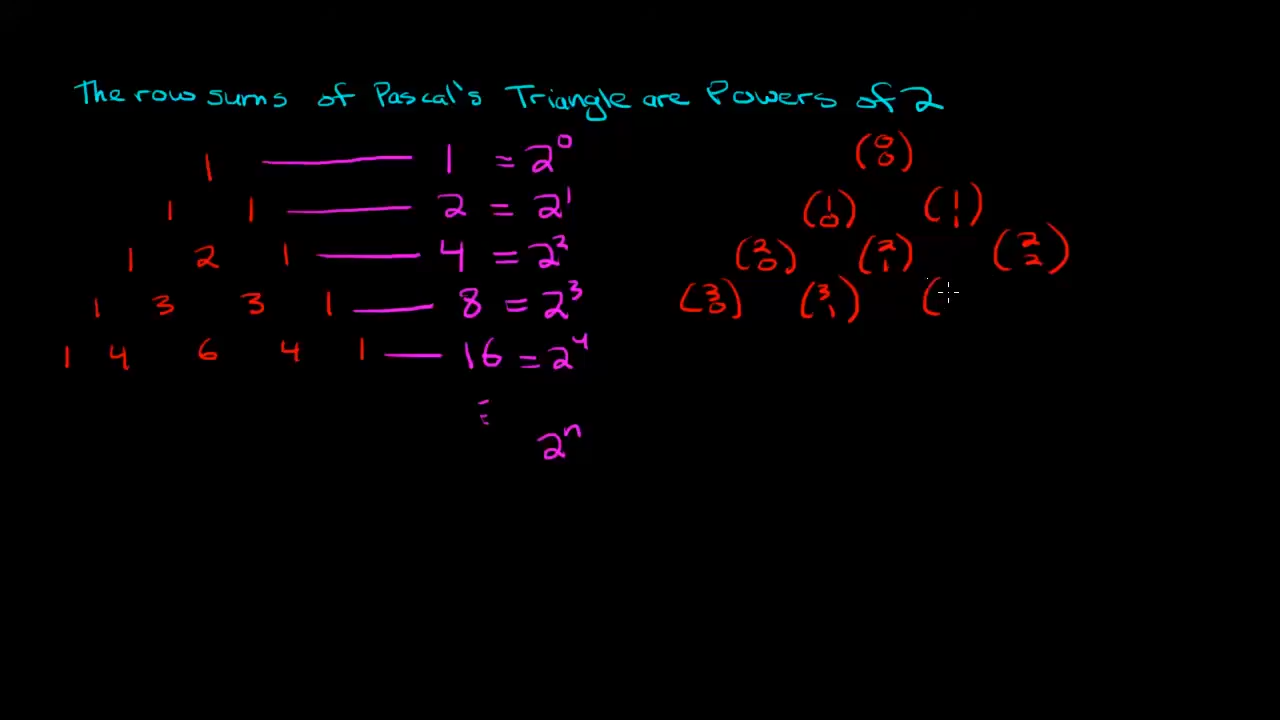 The row sums of Pascal's Triangle are Powers of 2
1 — 1 = 2^0
1 1 — 2 = 2^1
1 2 1 — 4 = 2^2
1 3 3 1 — 8 = 2^3
1 4 6 4 1 — 16 = 2^4
⋮
2^n
(0 0)
(1 0) (1 1)
(2 0) (2 1) (2 2)
(3 0) (3 1) (